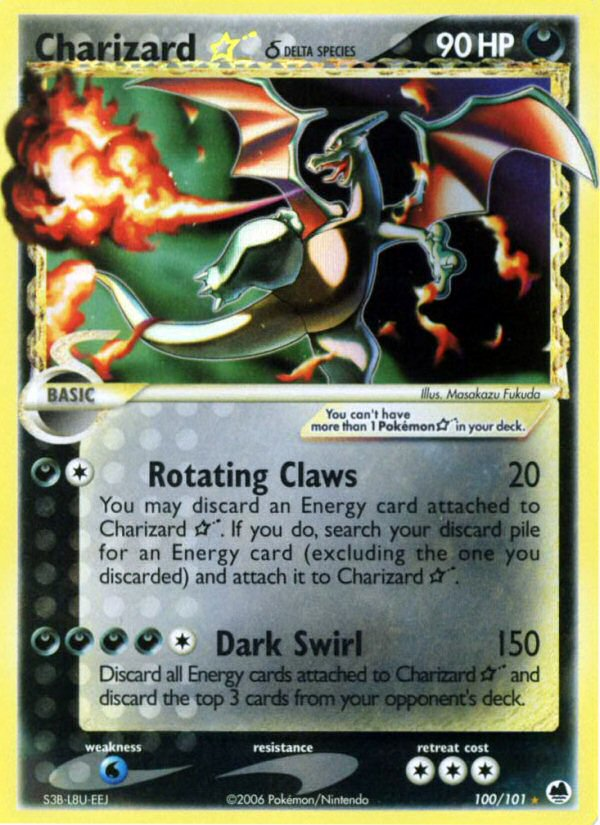 Charizard ☆ δ DELTA SPECIES 90 HP
BASIC
Illus. Masakazu Fukuda
You can't have
more than 1 Pokémon ☆ in your deck.
Rotating Claws 20
You may discard an Energy card attached to
Charizard ☆. If you do, search your discard pile
for an Energy card (excluding the one you
discarded) and attach it to Charizard ☆.
Dark Swirl 150
Discard all Energy cards attached to Charizard ☆ and
discard the top 3 cards from your opponent's deck.
weakness resistance retreat cost
S3B-L8U-EEJ ©2006 Pokémon/Nintendo 100/101 ★